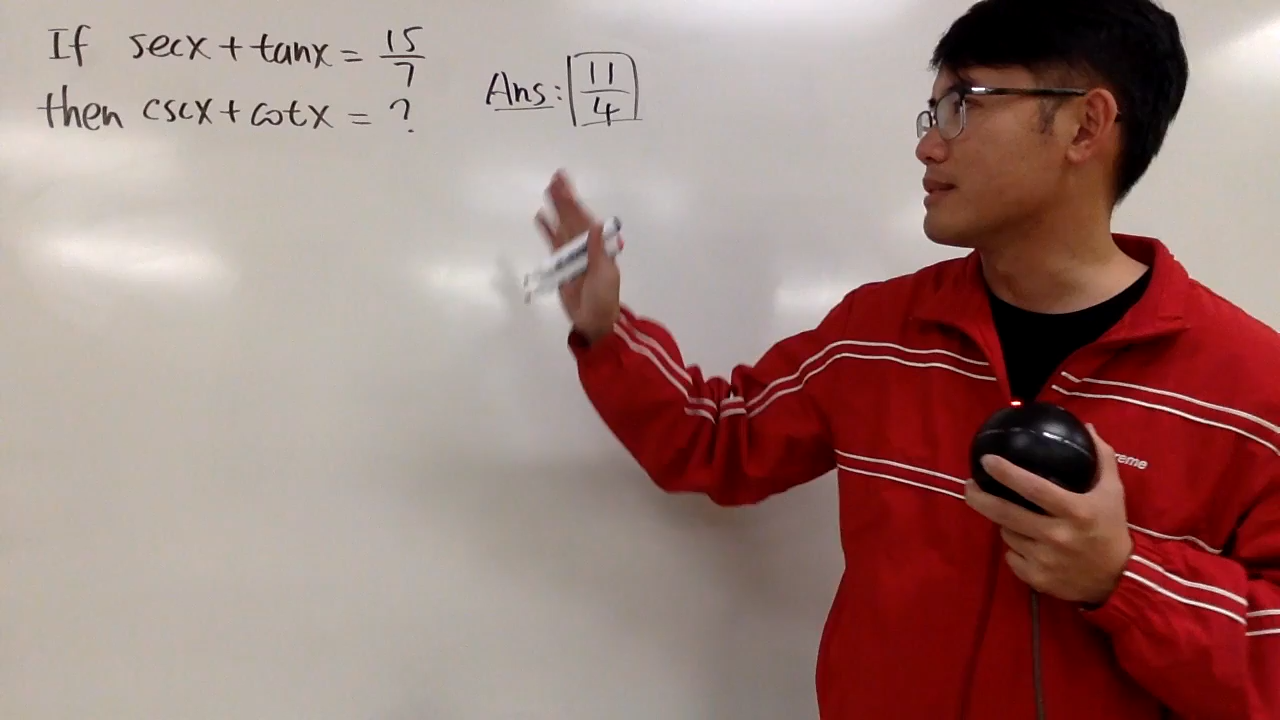 If secx + tanx = 15/7
then cscx + cotx = ?
Ans: 11/4
reme